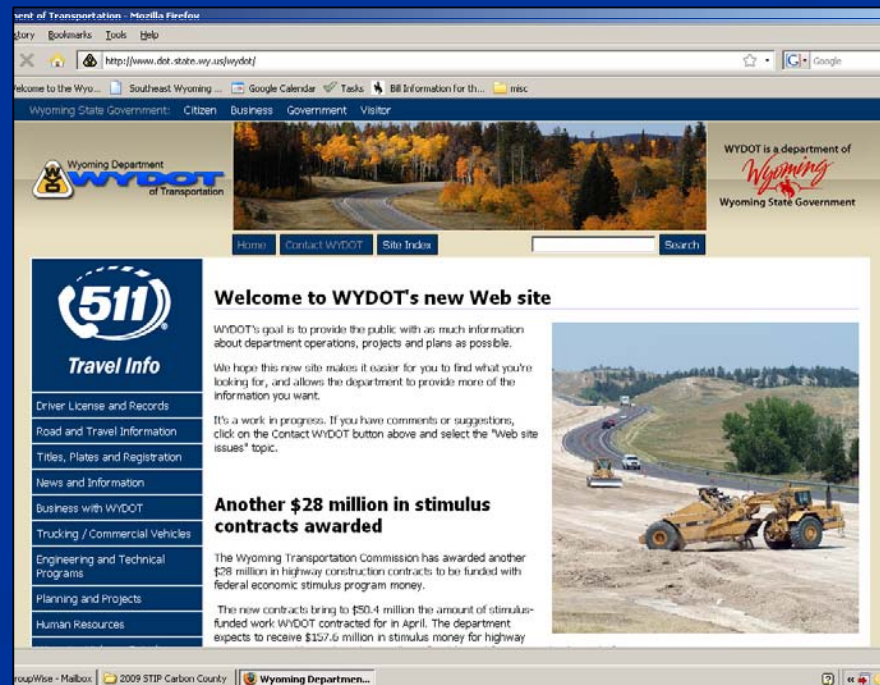 ment of Transportation - Mozilla Firefox
story Bookmarks Tools Help
http://www.dot.state.wy.us/wydot/
Google
elcome to the Wyo... Southeast Wyoming ... Google Calendar Tasks Bill Information for th... misc
Wyoming State Government: Citizen Business Government Visitor
Wyoming Department
WYDOT
of Transportation
WYDOT is a department of
Wyoming
Wyoming State Government
Home Contact WYDOT Site Index Search
511
Travel Info
Driver License and Records
Road and Travel Information
Titles, Plates and Registration
News and Information
Business with WYDOT
Trucking / Commercial Vehicles
Engineering and Technical
Programs
Planning and Projects
Human Resources
Welcome to WYDOT's new Web site
WYDOT's goal is to provide the public with as much information
about department operations, projects and plans as possible.
We hope this new site makes it easier for you to find what you're
looking for, and allows the department to provide more of the
information you want.
It's a work in progress. If you have comments or suggestions,
click on the Contact WYDOT button above and select the "Web site
issues" topic.
Another $28 million in stimulus
contracts awarded
The Wyoming Transportation Commission has awarded another
$28 million in highway construction contracts to be funded with
federal economic stimulus program money.
The new contracts bring to $50.4 million the amount of stimulus-
funded work WYDOT contracted for in April. The department
expects to receive $157.6 million in stimulus money for highway
roupWise - Mailbox 2009 STIP Carbon County Wyoming Departmen...